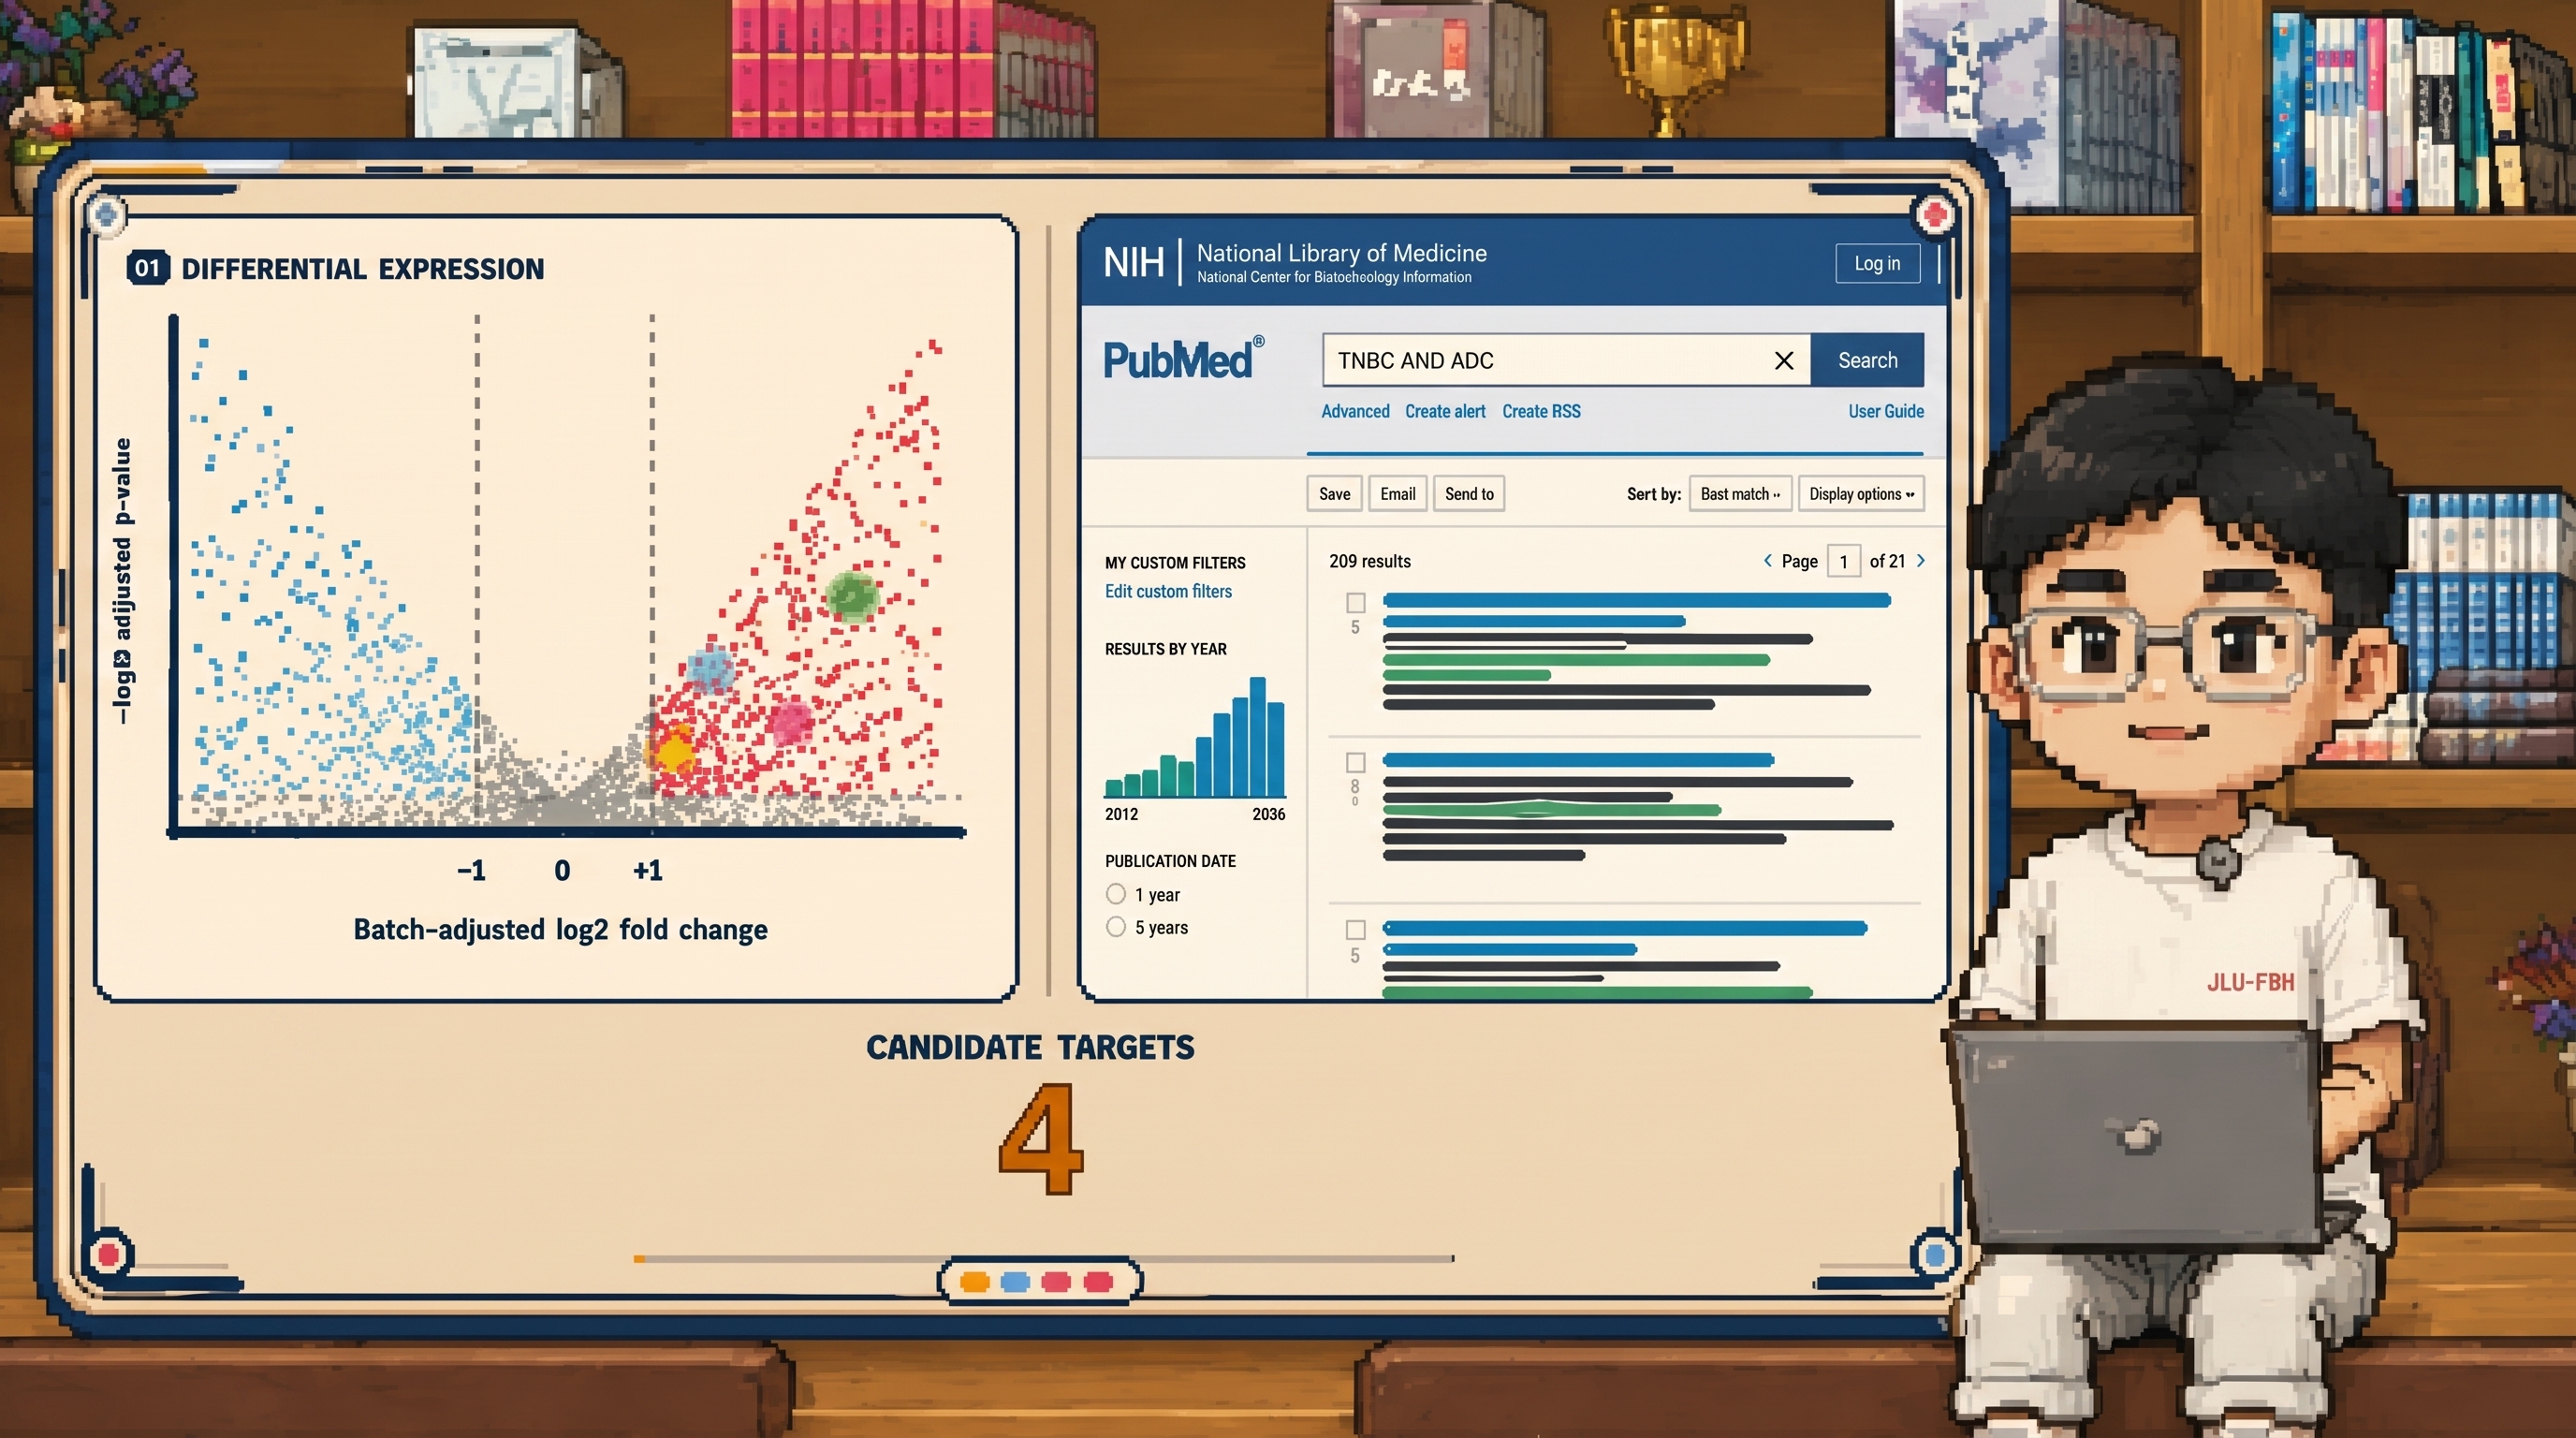 01 DIFFERENTIAL EXPRESSION
adjusted p-value
−1 0 +1
Batch-adjusted log2 fold change
NIH National Library of Medicine
National Center for Biatocheology Information
Log in
PubMed®
TNBC AND ADC
Search
Advanced Create alert Create RSS
User Guide
Save Email Send to
Sort by: Bast match Display options
MY CUSTOM FILTERS
Edit custom filters
RESULTS BY YEAR
2012 2036
PUBLICATION DATE
1 year
5 years
209 results
Page 1 of 21
5
8
0
5
CANDIDATE TARGETS
4
JLU-FBH